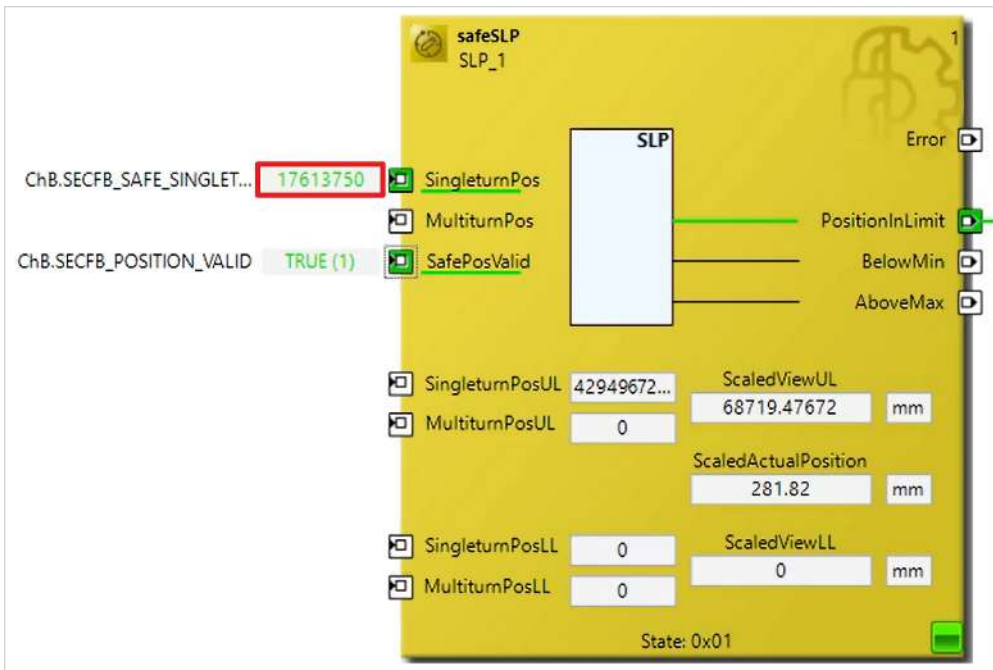 safeSLP 1
SLP_1
SLP Error
ChB.SECFB_SAFE_SINGLET... 17613750 SingleturnPos
MultiturnPos PositionInLimit
ChB.SECFB_POSITION_VALID TRUE (1) SafePosValid BelowMin
AboveMax
SingleturnPosUL 42949672... ScaledViewUL
68719.47672 mm
MultiturnPosUL 0
ScaledActualPosition
281.82 mm
SingleturnPosLL 0 ScaledViewLL
0 mm
MultiturnPosLL 0
State: 0x01